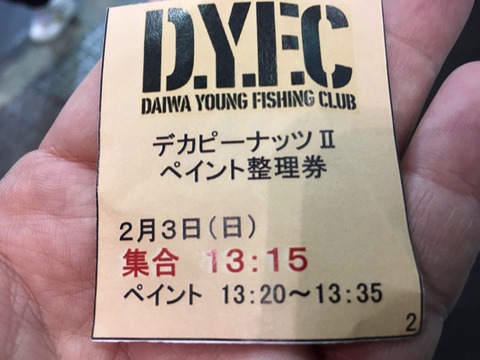 D.Y.F.C
DAIWA YOUNG FISHING CLUB
デカピーナッツⅡ
ペイント整理券
2月3日(日)
集合 13:15
ペイント 13:20～13:35
2